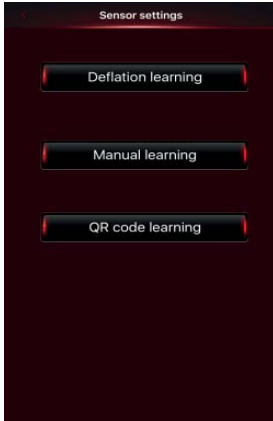 Sensor settings
Deflation learning
Manual learning
QR code learning